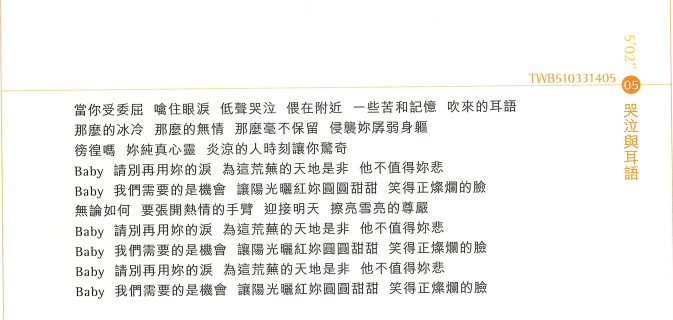 5'02"
TWB510331405
05
哭泣與耳語
當你受委屈 噙住眼淚 低聲哭泣 偎在附近 一些苦和記憶 吹來的耳語
那麼的冰冷 那麼的無情 那麼毫不保留 侵襲妳孱弱身軀
徬徨嗎 妳純真心靈 炎涼的人時刻讓你驚奇
Baby 請別再用妳的淚 為這荒蕪的天地是非 他不值得妳悲
Baby 我們需要的是機會 讓陽光曬紅妳圓圓甜甜 笑得正燦爛的臉
無論如何 要張開熱情的手臂 迎接明天 擦亮雪亮的尊嚴
Baby 請別再用妳的淚 為這荒蕪的天地是非 他不值得妳悲
Baby 我們需要的是機會 讓陽光曬紅妳圓圓甜甜 笑得正燦爛的臉
Baby 請別再用妳的淚 為這荒蕪的天地是非 他不值得妳悲
Baby 我們需要的是機會 讓陽光曬紅妳圓圓甜甜 笑得正燦爛的臉